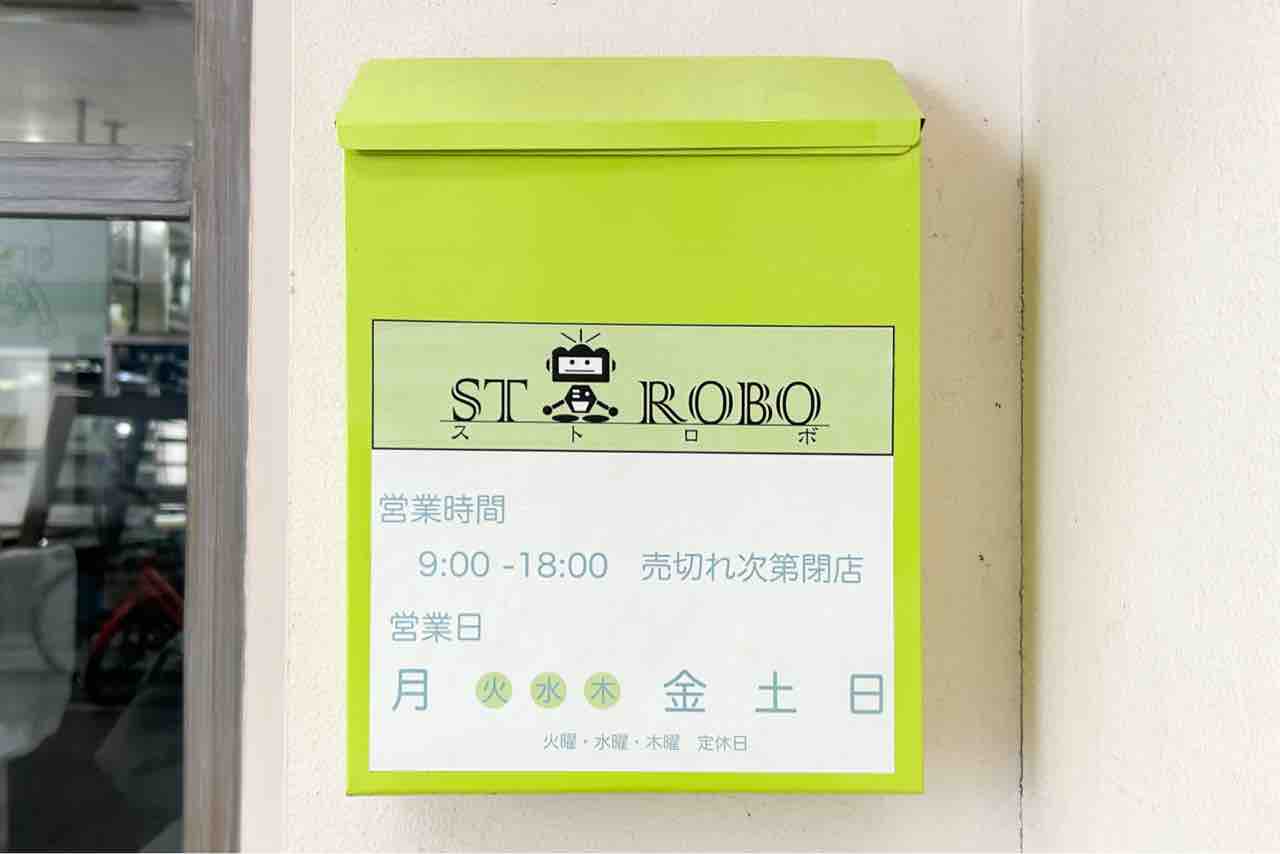 ST ROBO
ストロボ
営業時間
9:00 -18:00 売切れ次第閉店
営業日
月 火 水 木 金 土 日
火曜・水曜・木曜 定休日